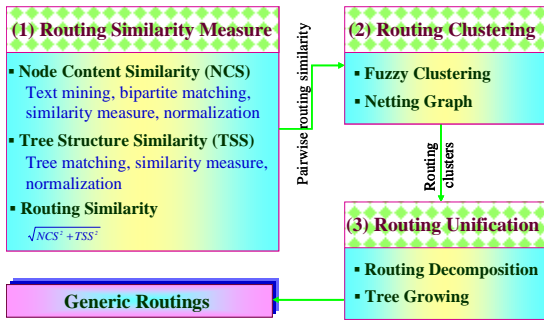 (1) Routing Similarity Measure
▪ Node Content Similarity (NCS)
Text mining, bipartite matching,
similarity measure, normalization
▪ Tree Structure Similarity (TSS)
Tree matching, similarity measure,
normalization
▪ Routing Similarity
√NCS² + TSS²
Pairwise routing similarity
(2) Routing Clustering
▪ Fuzzy Clustering
▪ Netting Graph
Routing
clusters
(3) Routing Unification
▪ Routing Decomposition
▪ Tree Growing
Generic Routings